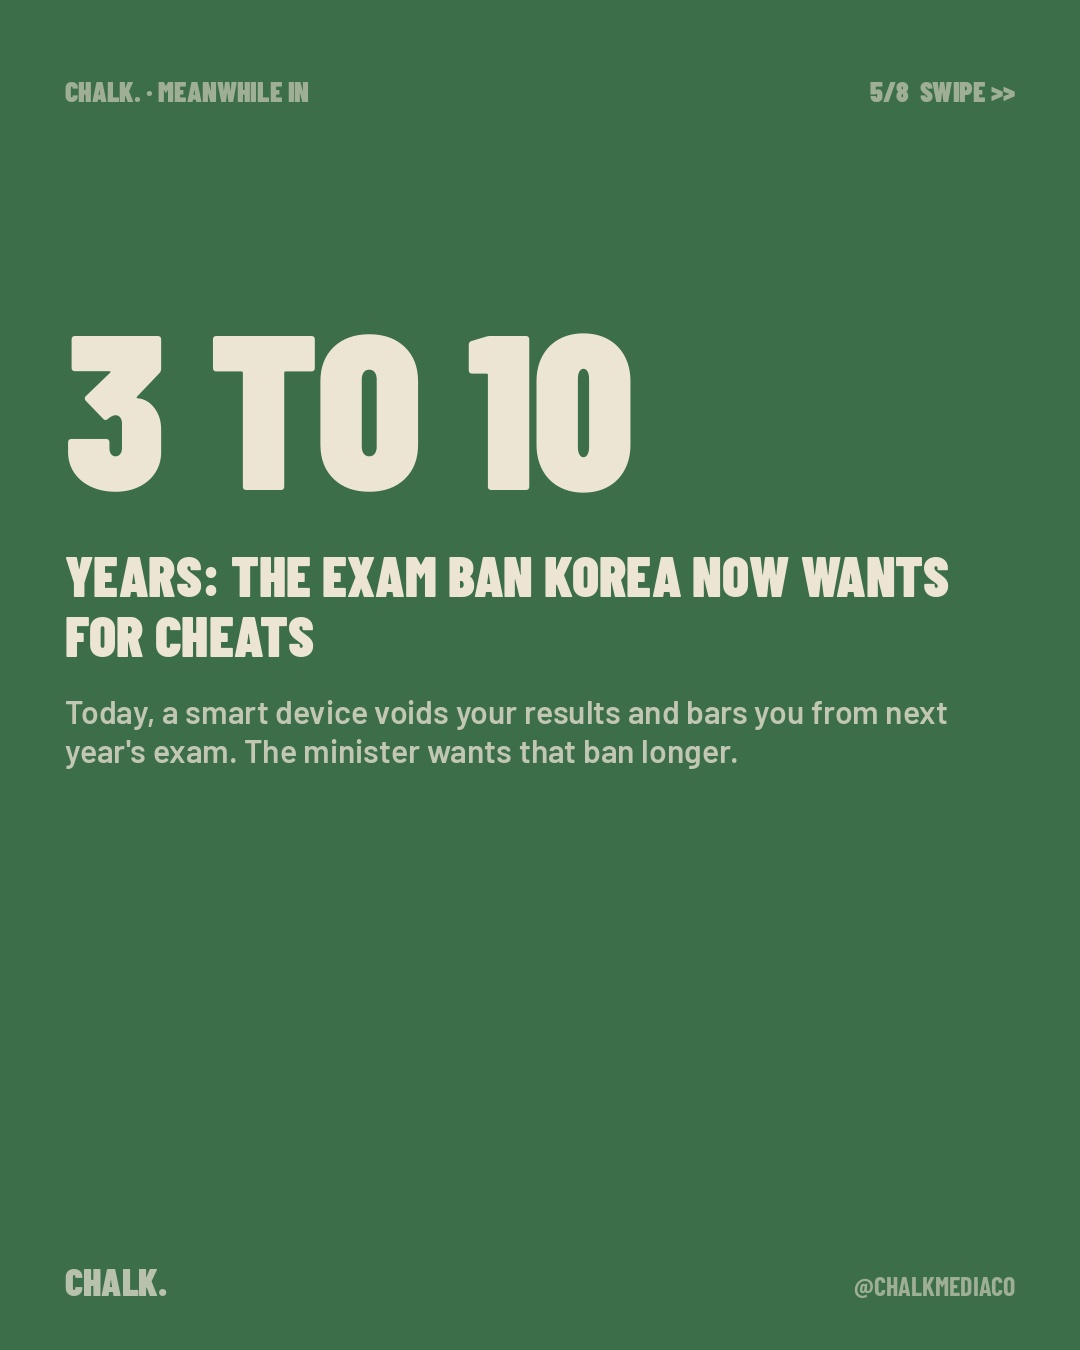 CHALK. · MEANWHILE IN
5/8 SWIPE >>
3 TO 10
YEARS: THE EXAM BAN KOREA NOW WANTS
FOR CHEATS
Today, a smart device voids your results and bars you from next
year's exam. The minister wants that ban longer.
CHALK.
@CHALKMEDIACO